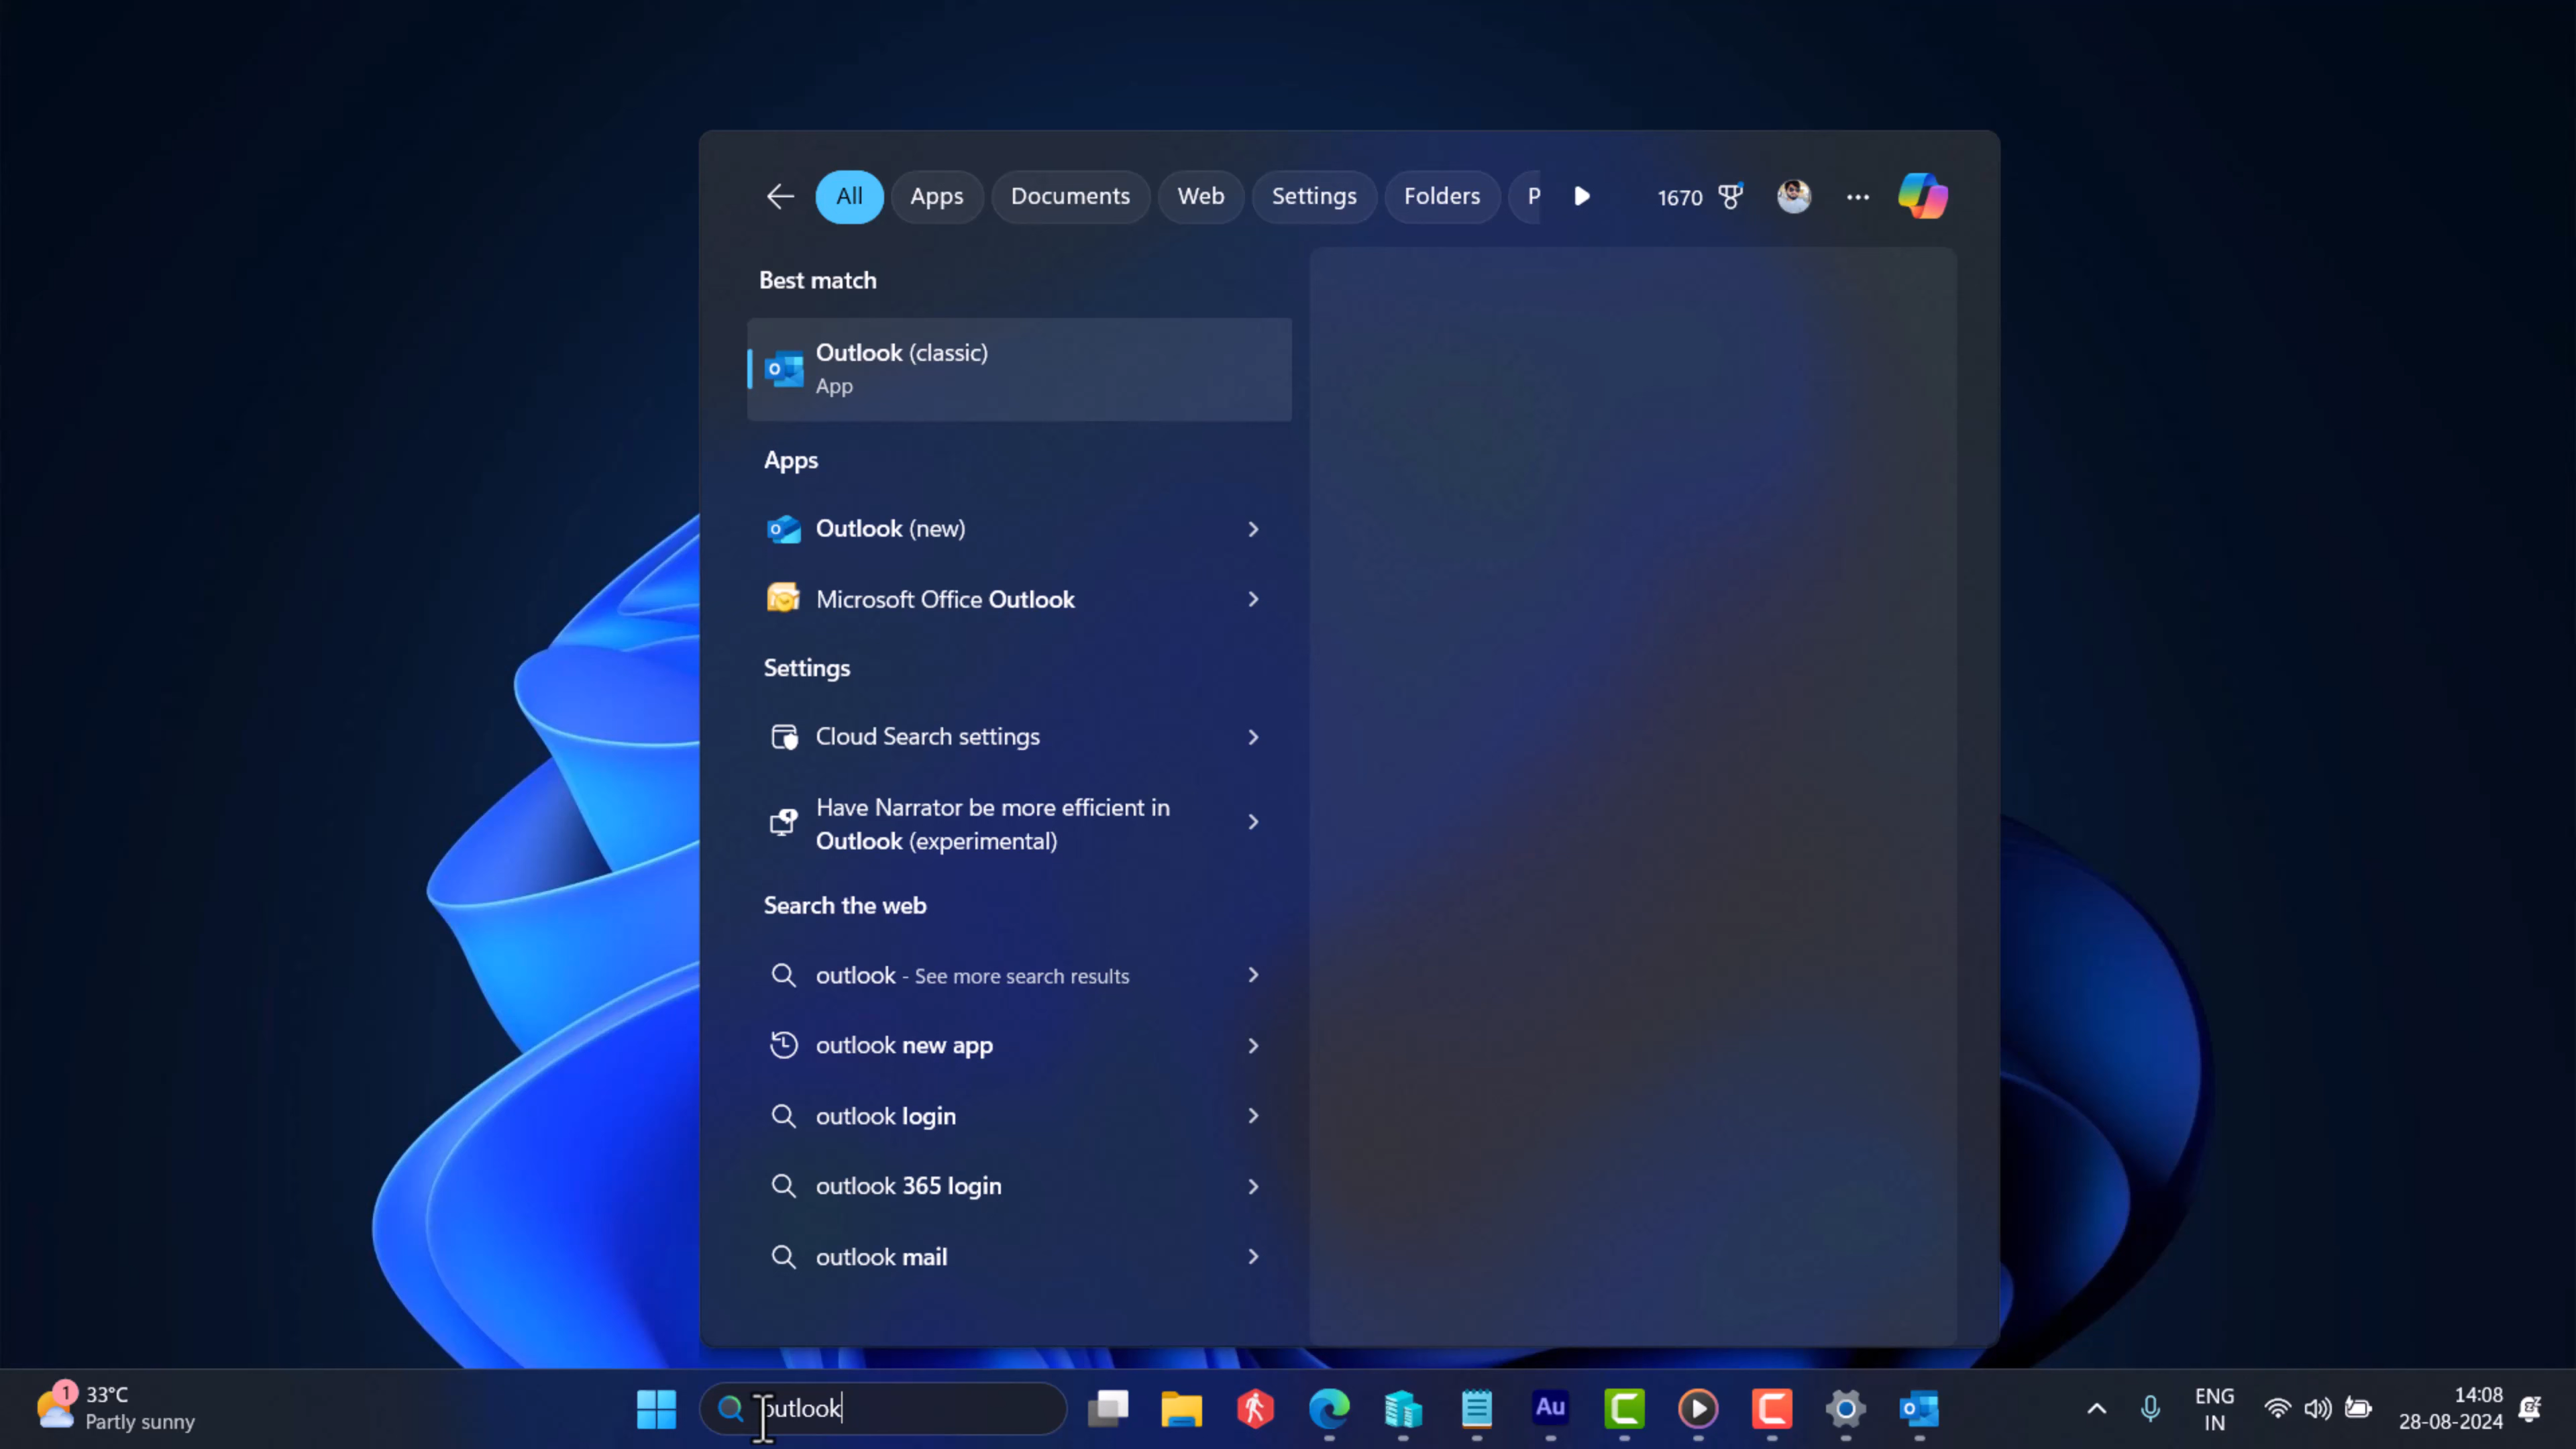 All
Apps
Documents
Web
Settings
Folders
P
1670
Best match
Outlook (classic)
App
Apps
Outlook (new)
Microsoft Office Outlook
Settings
Cloud Search settings
Have Narrator be more efficient in
Outlook (experimental)
Search the web
outlook - See more search results
outlook new app
outlook login
outlook 365 login
outlook mail
1
33°C
Partly sunny
outlook
Au
ENG
IN
14:08
28-08-2024